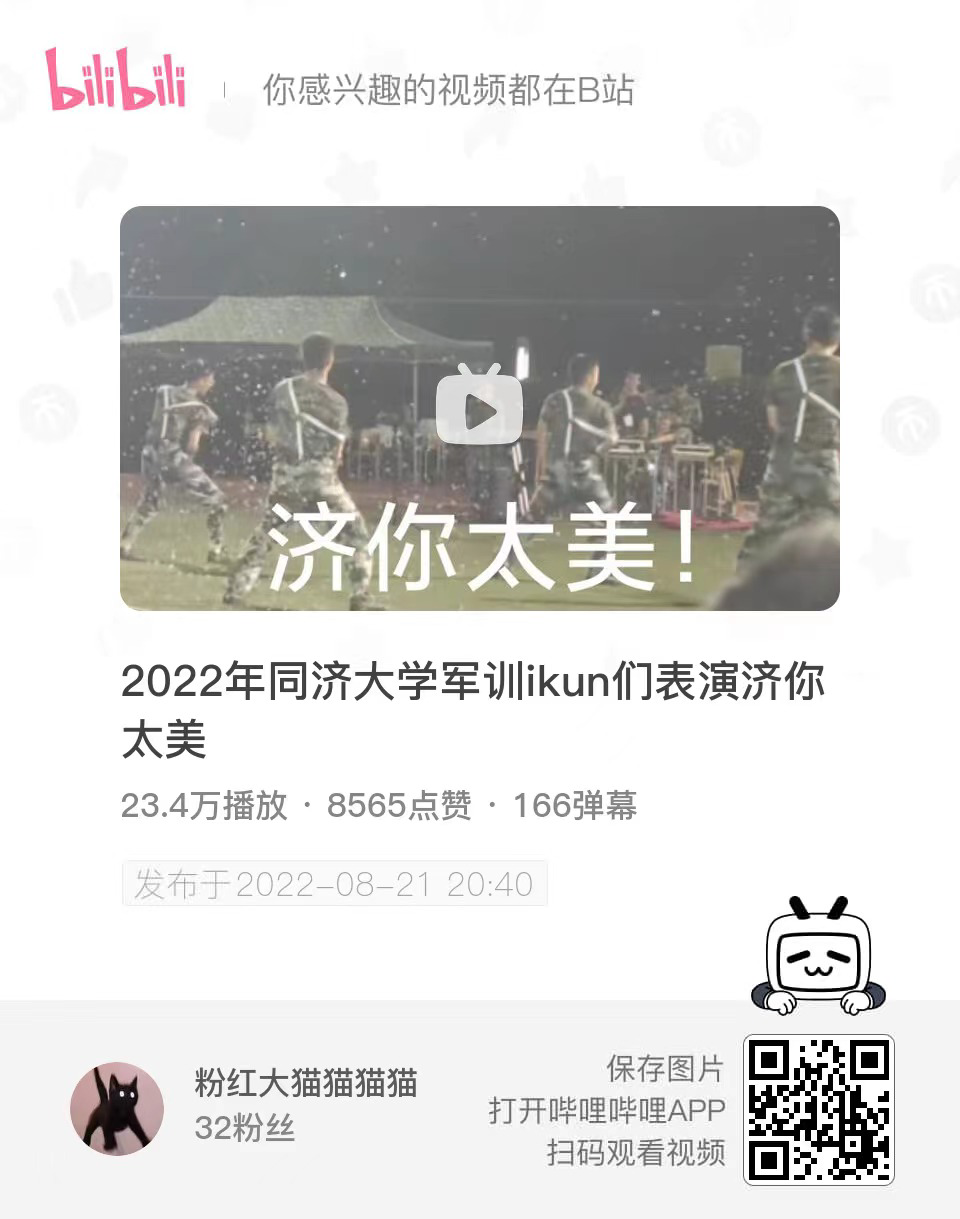 bilibili
你感兴趣的视频都在B站
济你太美!
2022年同济大学军训ikun们表演济你
太美
23.4万播放 · 8565点赞 · 166弹幕
发布于2022-08-21 20:40
粉红大猫猫猫猫
32粉丝
保存图片
打开哔哩哔哩APP
扫码观看视频